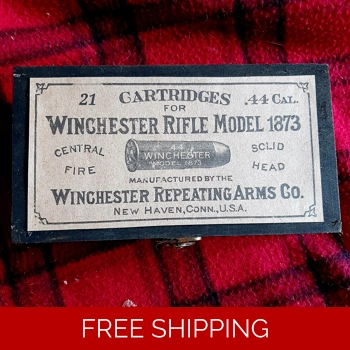 21 CARTRIDGES .44 CAL.
FOR
WINCHESTER RIFLE MODEL 1873
CENTRAL FIRE
.44
WINCHESTER
MODEL 1873
SOLID HEAD
MANUFACTURED BY THE
WINCHESTER REPEATING ARMS CO.
NEW HAVEN, CONN., U.S.A.
FREE SHIPPING